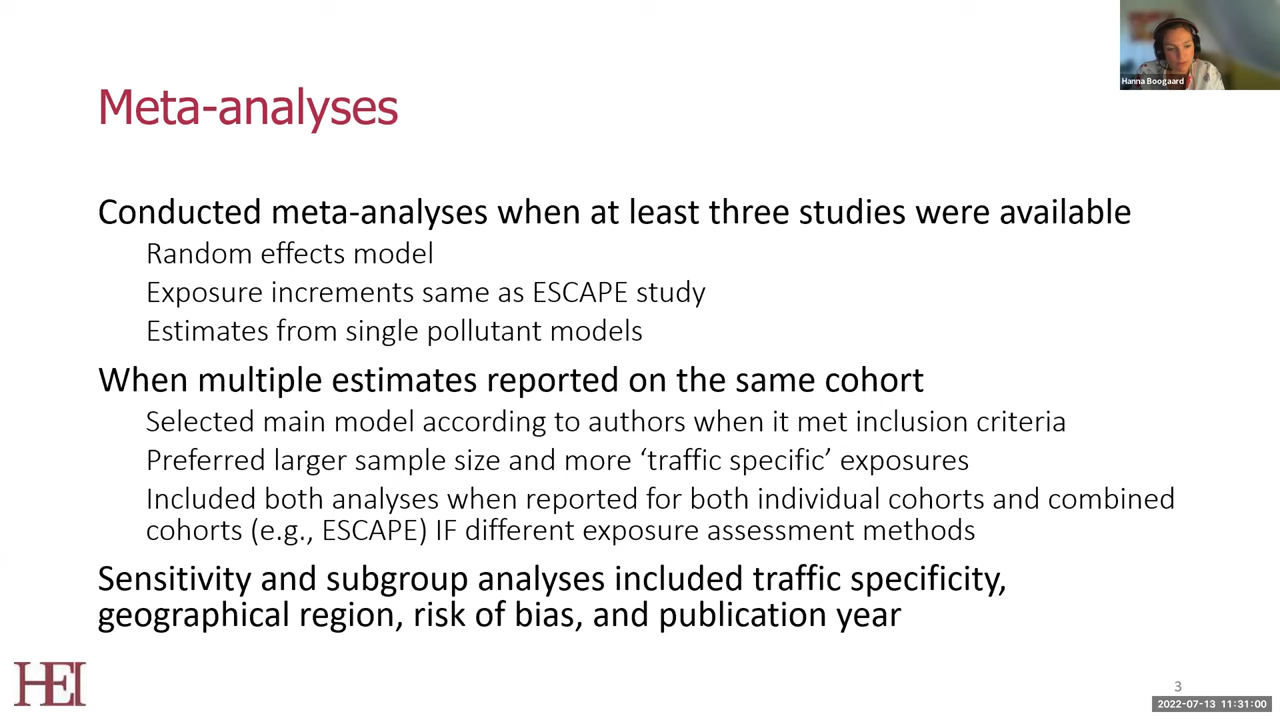 Hanna Boogaard
Meta-analyses
Conducted meta-analyses when at least three studies were available
Random effects model
Exposure increments same as ESCAPE study
Estimates from single pollutant models
When multiple estimates reported on the same cohort
Selected main model according to authors when it met inclusion criteria
Preferred larger sample size and more ‘traffic specific’ exposures
Included both analyses when reported for both individual cohorts and combined
cohorts (e.g., ESCAPE) IF different exposure assessment methods
Sensitivity and subgroup analyses included traffic specificity,
geographical region, risk of bias, and publication year
HEI
3
2022-07-13 11:31:00